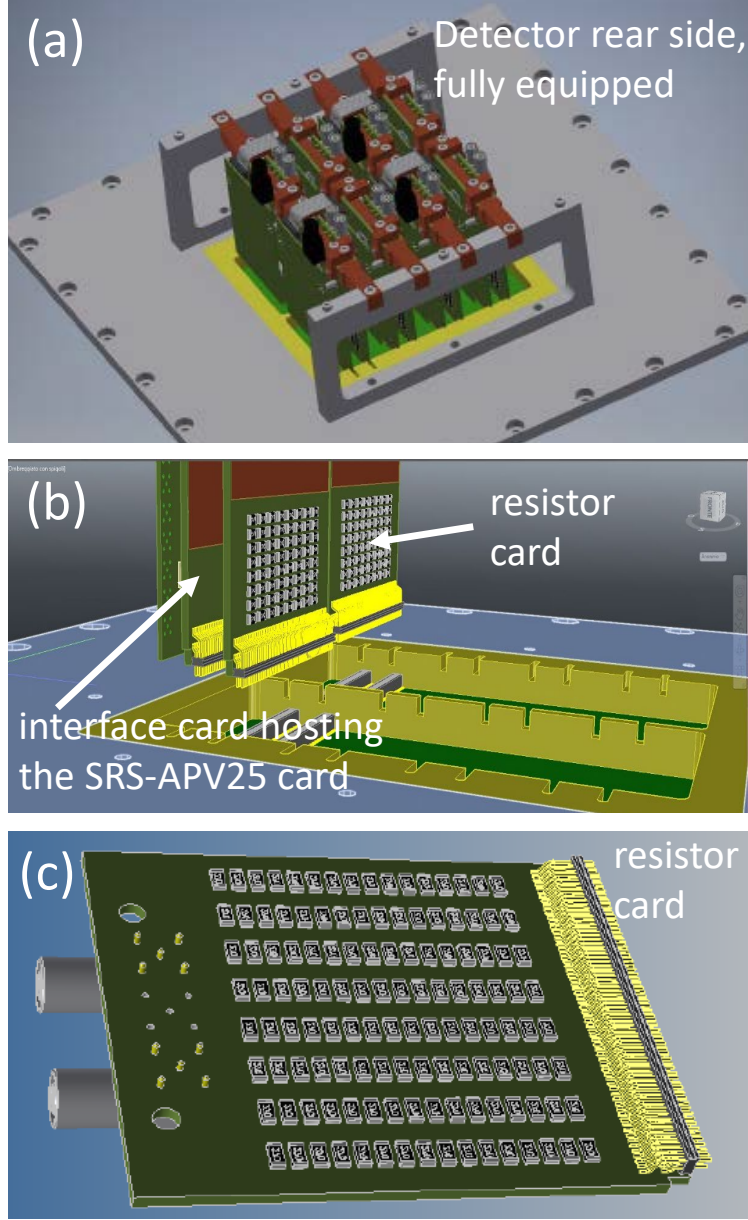 (a)
Detector rear side,
fully equipped
(b)
resistor
card
interface card hosting
the SRS-APV25 card
(c)
resistor
card